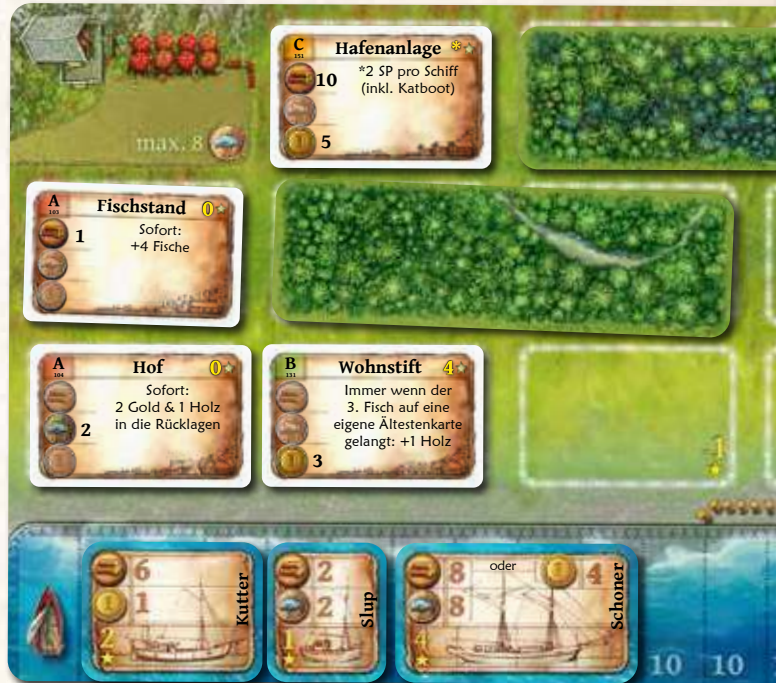 max. 8
C
151
Hafenanlage *
10
5
*2 SP pro Schiff
(inkl. Katboot)
A
103
Fischstand 0
1
Sofort:
+4 Fische
A
104
Hof 0
2
Sofort:
2 Gold & 1 Holz
in die Rücklagen
B
131
Wohnstift 4
3
Immer wenn der
3. Fisch auf eine
eigene Ältestenkarte
gelangt: +1 Holz
1
6
1
2
Kutter
2
2
1
Slup
8 oder 1 4
8
4
Schoner
10 10